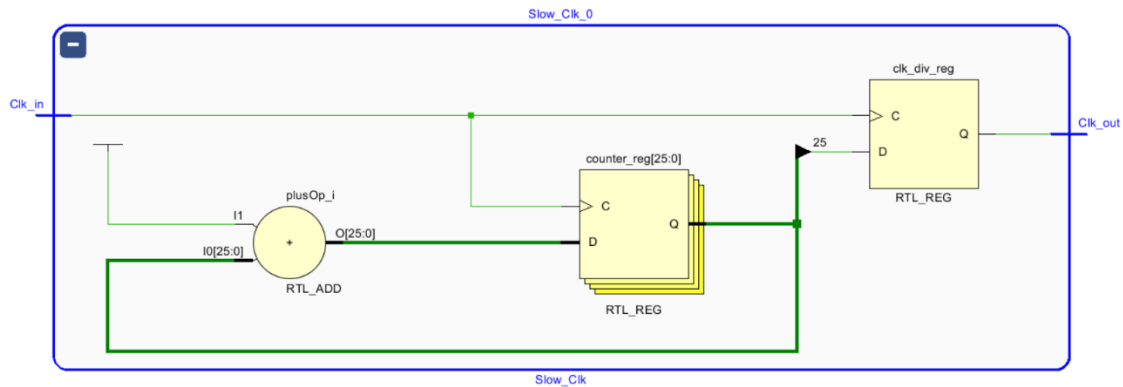 Slow_Clk_0
clk_div_reg
Clk_in
C
Clk_out
Q
25
D
counter_reg[25:0]
plusOp_i
C
I1
Q
+
O[25:0]
D
I0[25:0]
RTL_REG
RTL_ADD
RTL_REG
Slow_Clk